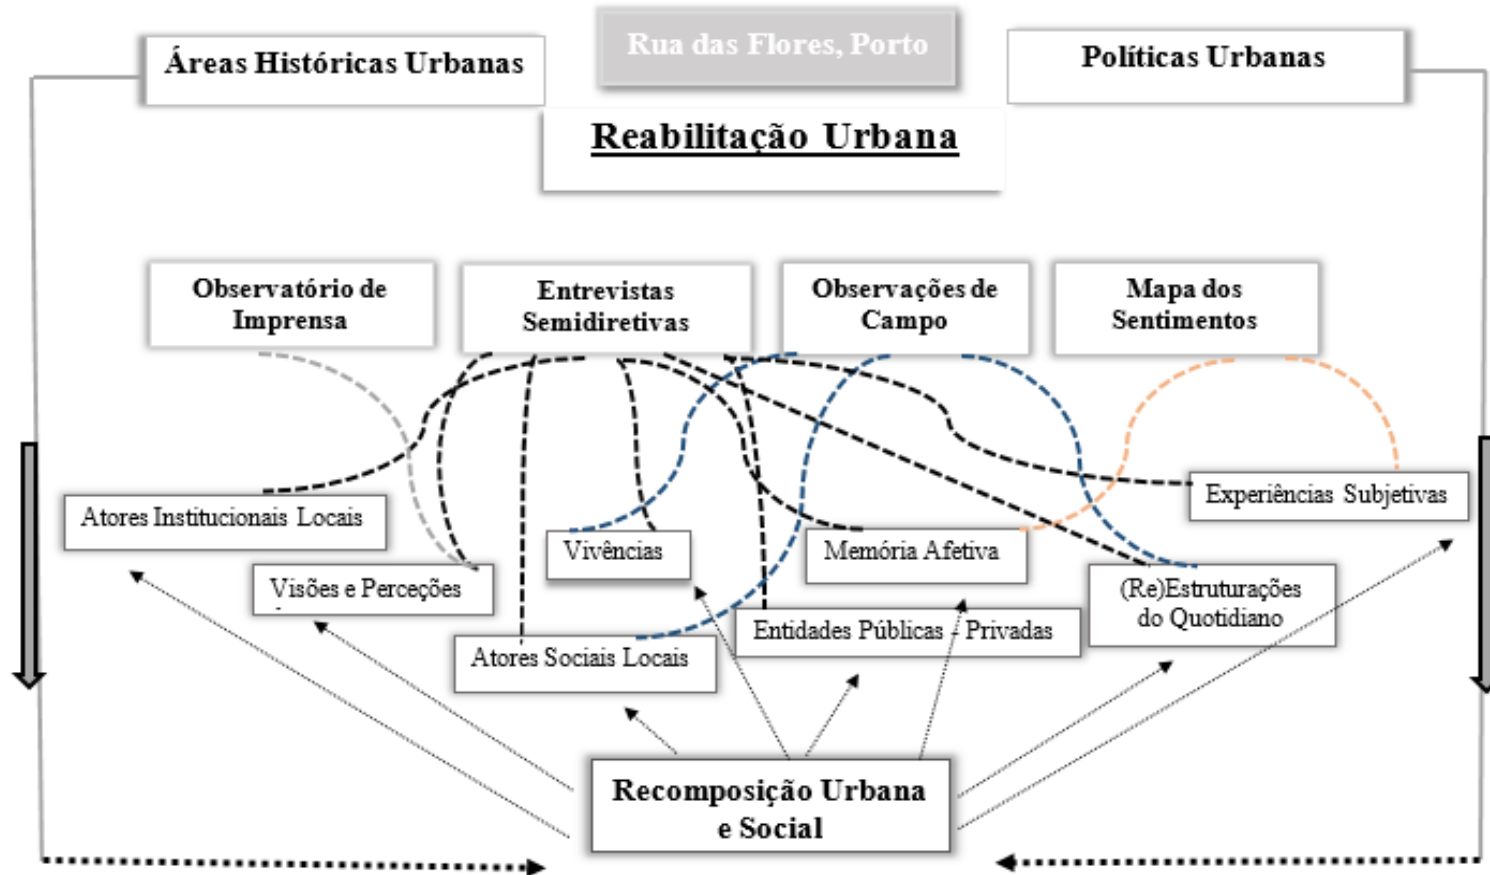 Rua das Flores, Porto
Áreas Históricas Urbanas
Políticas Urbanas
Reabilitação Urbana
Observatório de
Imprensa
Entrevistas
Semidiretivas
Observações de
Campo
Mapa dos
Sentimentos
Atores Institucionais Locais
Visões e Perceções
Vivências
Atores Sociais Locais
Memória Afetiva
Entidades Públicas - Privadas
(Re)Estruturações
do Quotidiano
Experiências Subjetivas
Recomposição Urbana
e Social